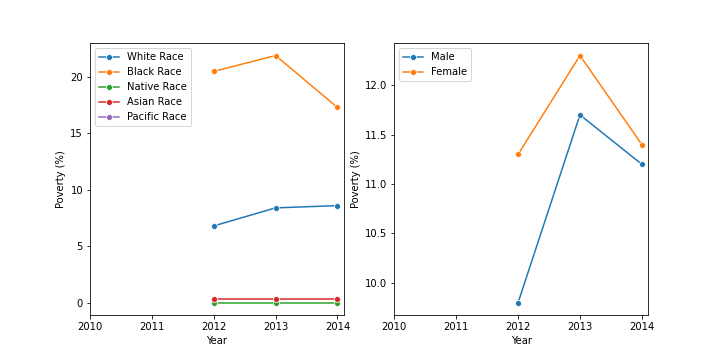 White Race
Black Race
Native Race
Asian Race
Pacific Race
20
15
10
5
0
Poverty (%)
2010 2011 2012 2013 2014
Year
Male
Female
12.0
11.5
11.0
10.5
10.0
Poverty (%)
2010 2011 2012 2013 2014
Year